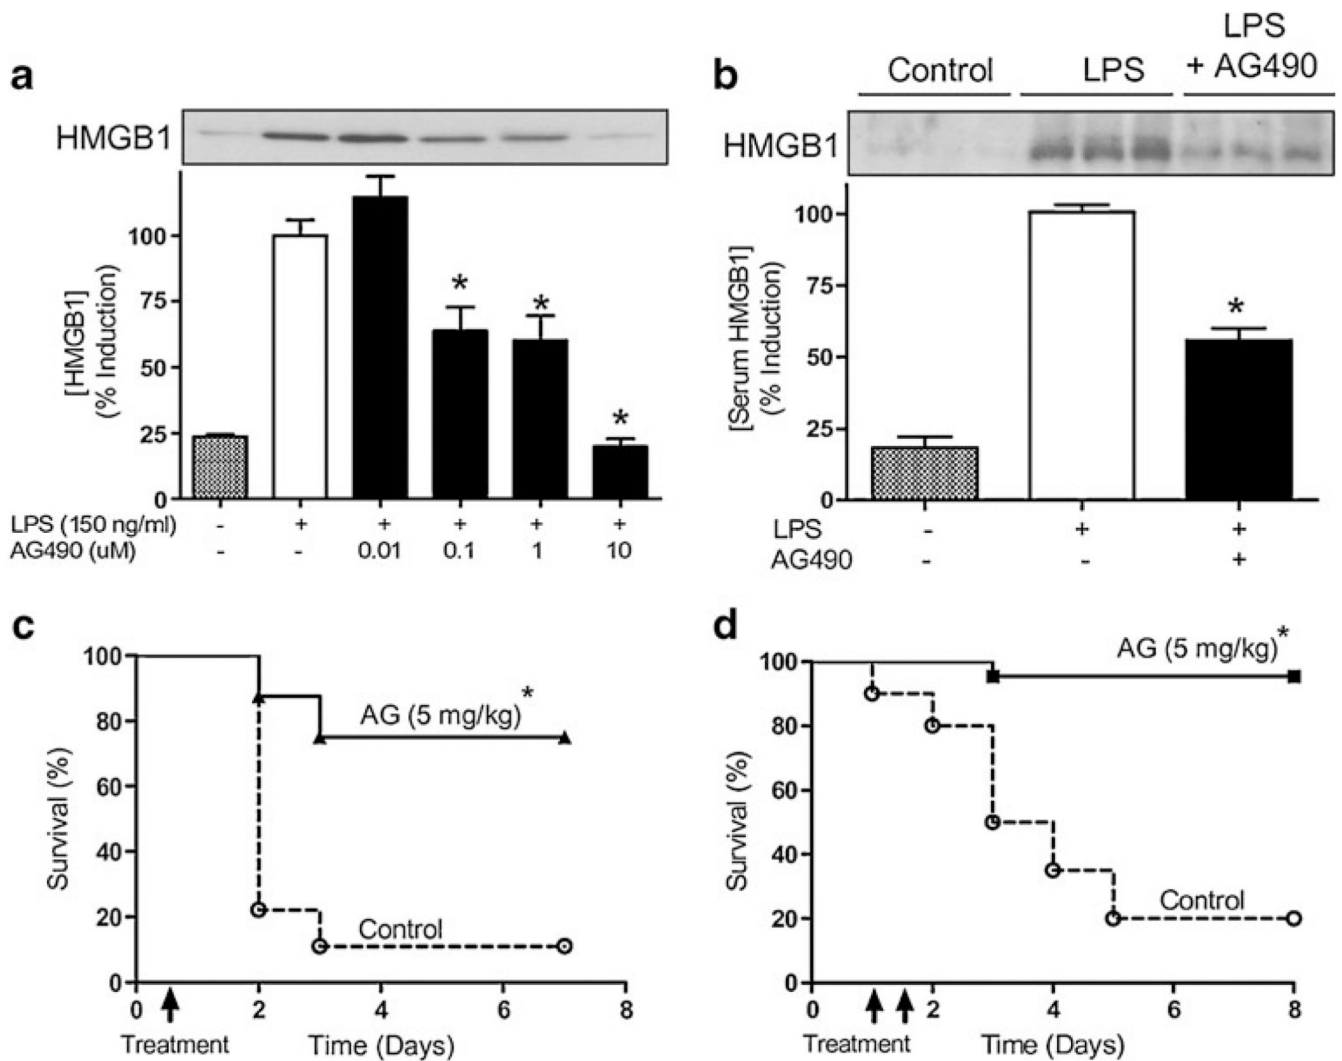 a
HMGB1
[HMGB1]
(% Induction)
100
75
50
25
0
* * *
LPS (150 ng/ml) - + + + + +
AG490 (uM) - - 0.01 0.1 1 10
b
Control LPS LPS
+ AG490
HMGB1
[Serum HMGB1]
(% Induction)
100
75
50
25
0
*
LPS - + +
AG490 - - +
c
Survival (%)
100
80
60
40
20
0
AG (5 mg/kg)*
Control
0 2 4 6 8
Treatment Time (Days)
d
Survival (%)
100
80
60
40
20
0
AG (5 mg/kg)*
Control
0 2 4 6 8
Treatment Time (Days)